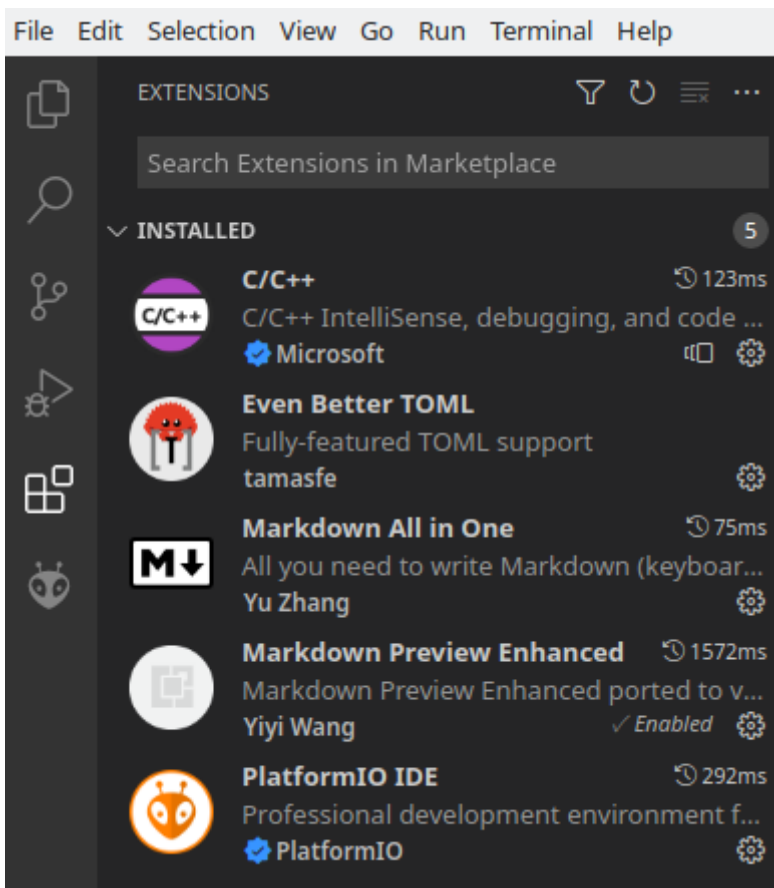 File Edit Selection View Go Run Terminal Help
EXTENSIONS
Search Extensions in Marketplace
INSTALLED 5
C/C++ 123ms
C/C++ C/C++ IntelliSense, debugging, and code ...
Microsoft
Even Better TOML
T Fully-featured TOML support
tamasfe
Markdown All in One 75ms
M All you need to write Markdown (keyboar...
Yu Zhang
Markdown Preview Enhanced 1572ms
Markdown Preview Enhanced ported to v...
Yiyi Wang ✓ Enabled
PlatformIO IDE 292ms
Professional development environment f...
PlatformIO